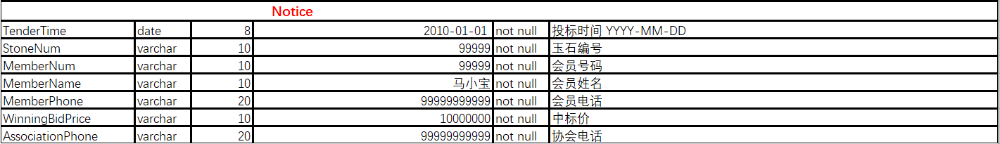 Notice
TenderTime date 8 2010-01-01 not null 投标时间 YYYY-MM-DD
StoneNum varchar 10 99999 not null 玉石编号
MemberNum varchar 10 99999 not null 会员号码
MemberName varchar 10 马小宝 not null 会员姓名
MemberPhone varchar 20 99999999999 not null 会员电话
WinningBidPrice varchar 10 10000000 not null 中标价
AssociationPhone varchar 20 99999999999 not null 协会电话